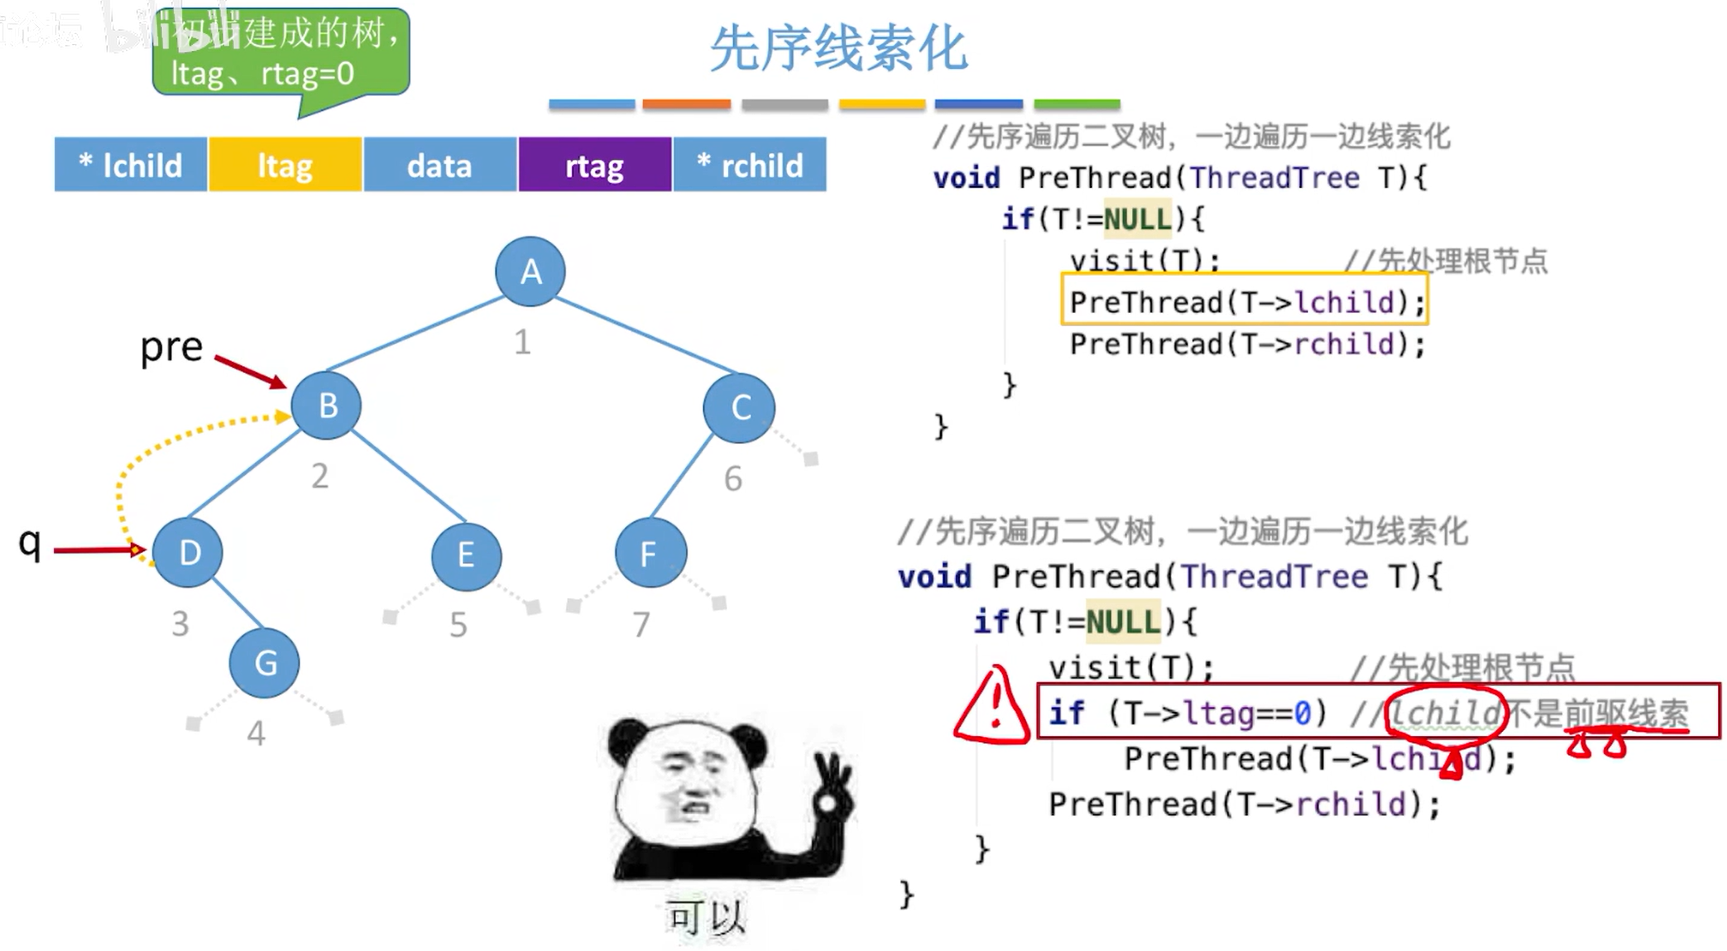 初步建成的树，
ltag、rtag=0
先序线索化
* lchild ltag data rtag * rchild
A
1
pre
B
2
C
6
q
D
3
E
5
F
7
G
4
//先序遍历二叉树，一边遍历一边线索化
void PreThread(ThreadTree T){
if(T!=NULL){
visit(T); //先处理根节点
PreThread(T->lchild);
PreThread(T->rchild);
}
}
//先序遍历二叉树，一边遍历一边线索化
void PreThread(ThreadTree T){
if(T!=NULL){
visit(T); //先处理根节点
if (T->ltag==0) //lchild不是前驱线索
PreThread(T->lchild);
PreThread(T->rchild);
}
}
!
可以
bilibili